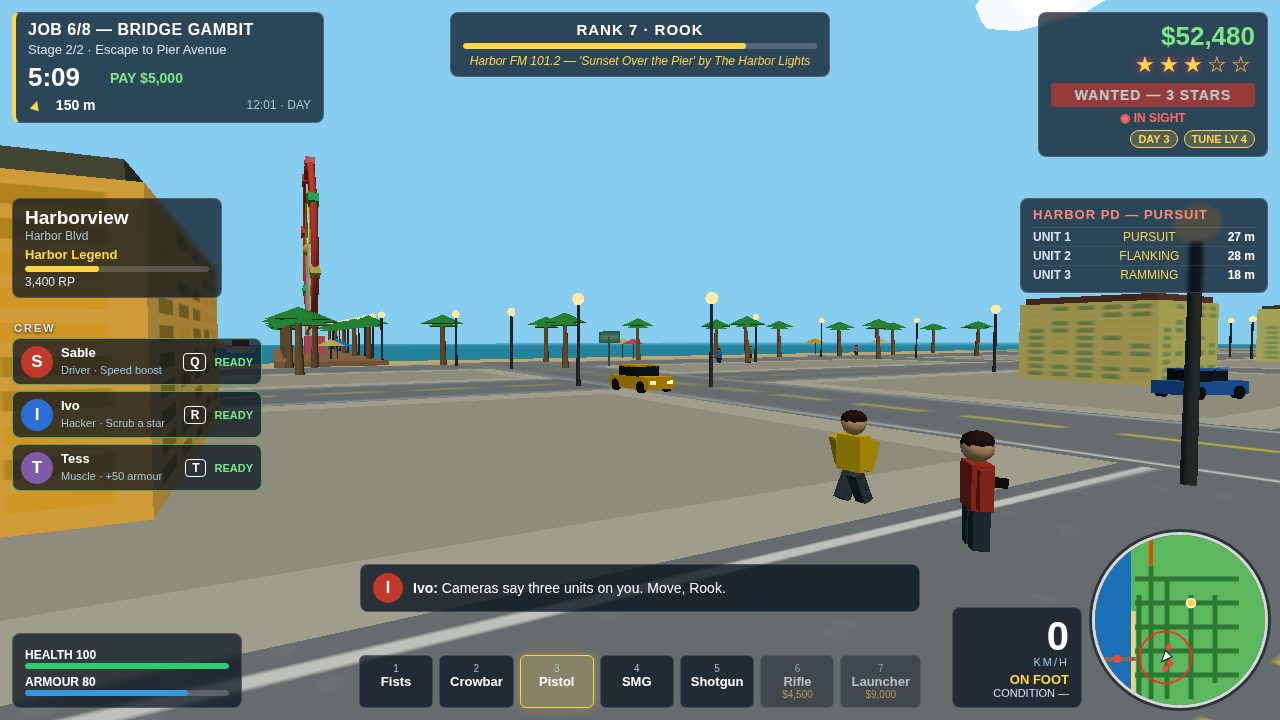 JOB 6/8 — BRIDGE GAMBIT
Stage 2/2 · Escape to Pier Avenue
5:09 PAY $5,000
150 m 12:01 · DAY
RANK 7 · ROOK
Harbor FM 101.2 — 'Sunset Over the Pier' by The Harbor Lights
$52,480
★★★☆☆
WANTED — 3 STARS
◉ IN SIGHT
DAY 3 TUNE LV 4
Harborview
Harbor Blvd
Harbor Legend
3,400 RP
HARBOR PD — PURSUIT
UNIT 1 PURSUIT 27 m
UNIT 2 FLANKING 28 m
UNIT 3 RAMMING 18 m
CREW
S Sable
Driver · Speed boost Q READY
I Ivo
Hacker · Scrub a star R READY
T Tess
Muscle · +50 armour T READY
I Ivo: Cameras say three units on you. Move, Rook.
HEALTH 100
ARMOUR 80
1 Fists
2 Crowbar
3 Pistol
4 SMG
5 Shotgun
6 Rifle $4,500
7 Launcher $9,000
0
KM/H
ON FOOT
CONDITION —